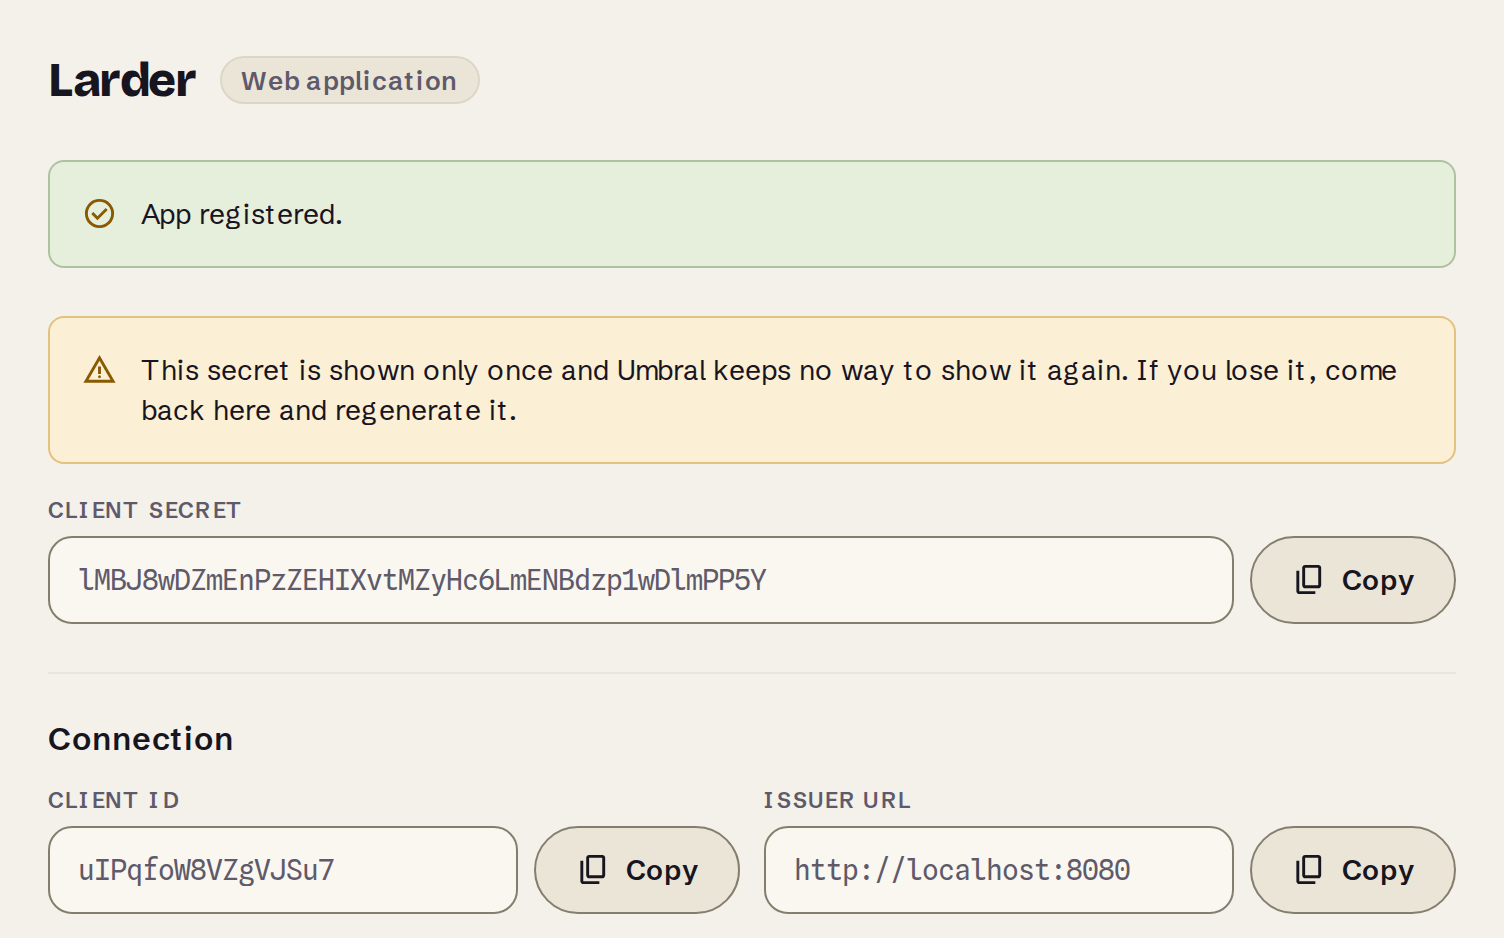 Larder
Web application
App registered.
This secret is shown only once and Umbral keeps no way to show it again. If you lose it, come
back here and regenerate it.
CLIENT SECRET
lMBJ8wDZmEnPzZEHIXvtMZyHc6LmENBdzp1wDlmPP5Y
Copy
Connection
CLIENT ID
uIPqfoW8VZgVJSu7
Copy
ISSUER URL
http://localhost:8080
Copy